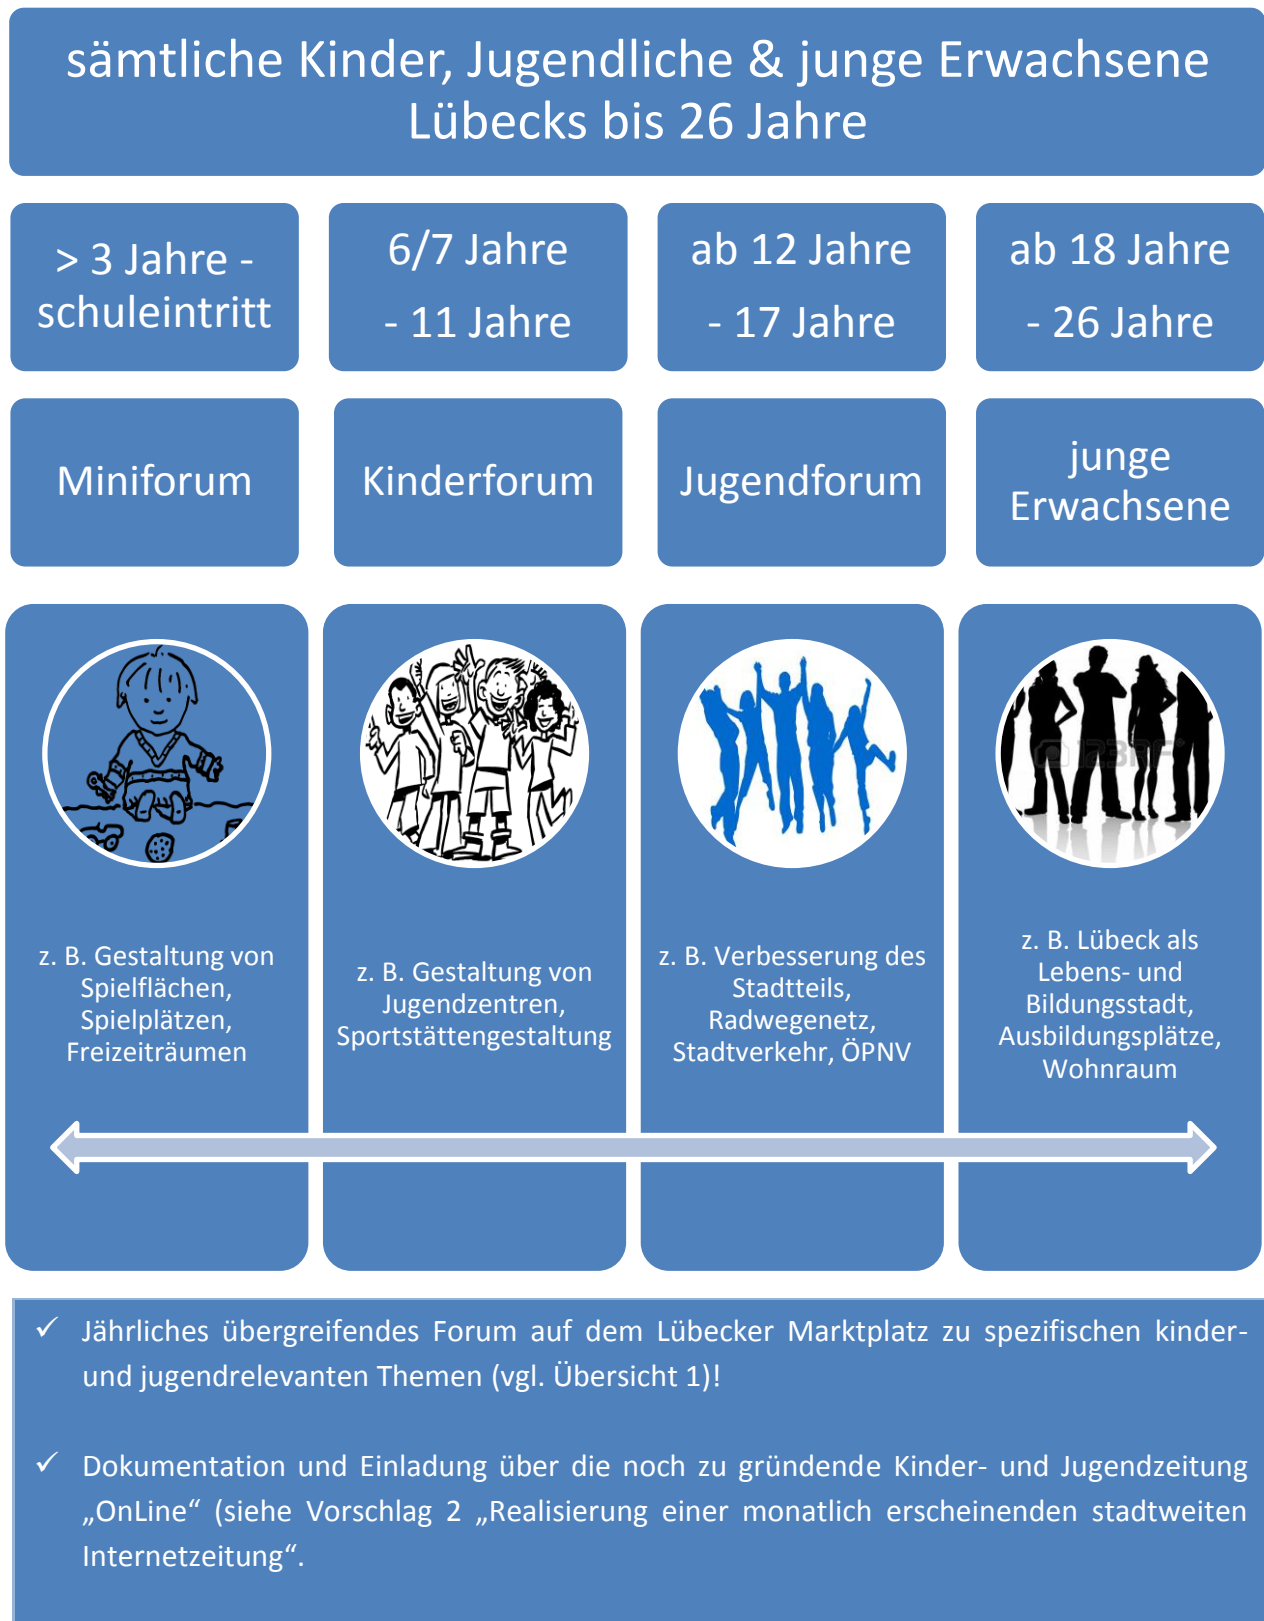 sämtliche Kinder, Jugendliche & junge Erwachsene
Lübecks bis 26 Jahre
> 3 Jahre -
schuleintritt
6/7 Jahre
- 11 Jahre
ab 12 Jahre
- 17 Jahre
ab 18 Jahre
- 26 Jahre
Miniforum
Kinderforum
Jugendforum
junge
Erwachsene
123RF
z. B. Gestaltung von
Spielflächen,
Spielplätzen,
Freizeiträumen
z. B. Gestaltung von
Jugendzentren,
Sportstättengestaltung
z. B. Verbesserung des
Stadtteils,
Radwegenetz,
Stadtverkehr, ÖPNV
z. B. Lübeck als
Lebens- und
Bildungsstadt,
Ausbildungsplätze,
Wohnraum
✓ Jährliches übergreifendes Forum auf dem Lübecker Marktplatz zu spezifischen kinder-
und jugendrelevanten Themen (vgl. Übersicht 1)!
✓ Dokumentation und Einladung über die noch zu gründende Kinder- und Jugendzeitung
„OnLine“ (siehe Vorschlag 2 „Realisierung einer monatlich erscheinenden stadtweiten
Internetzeitung“.